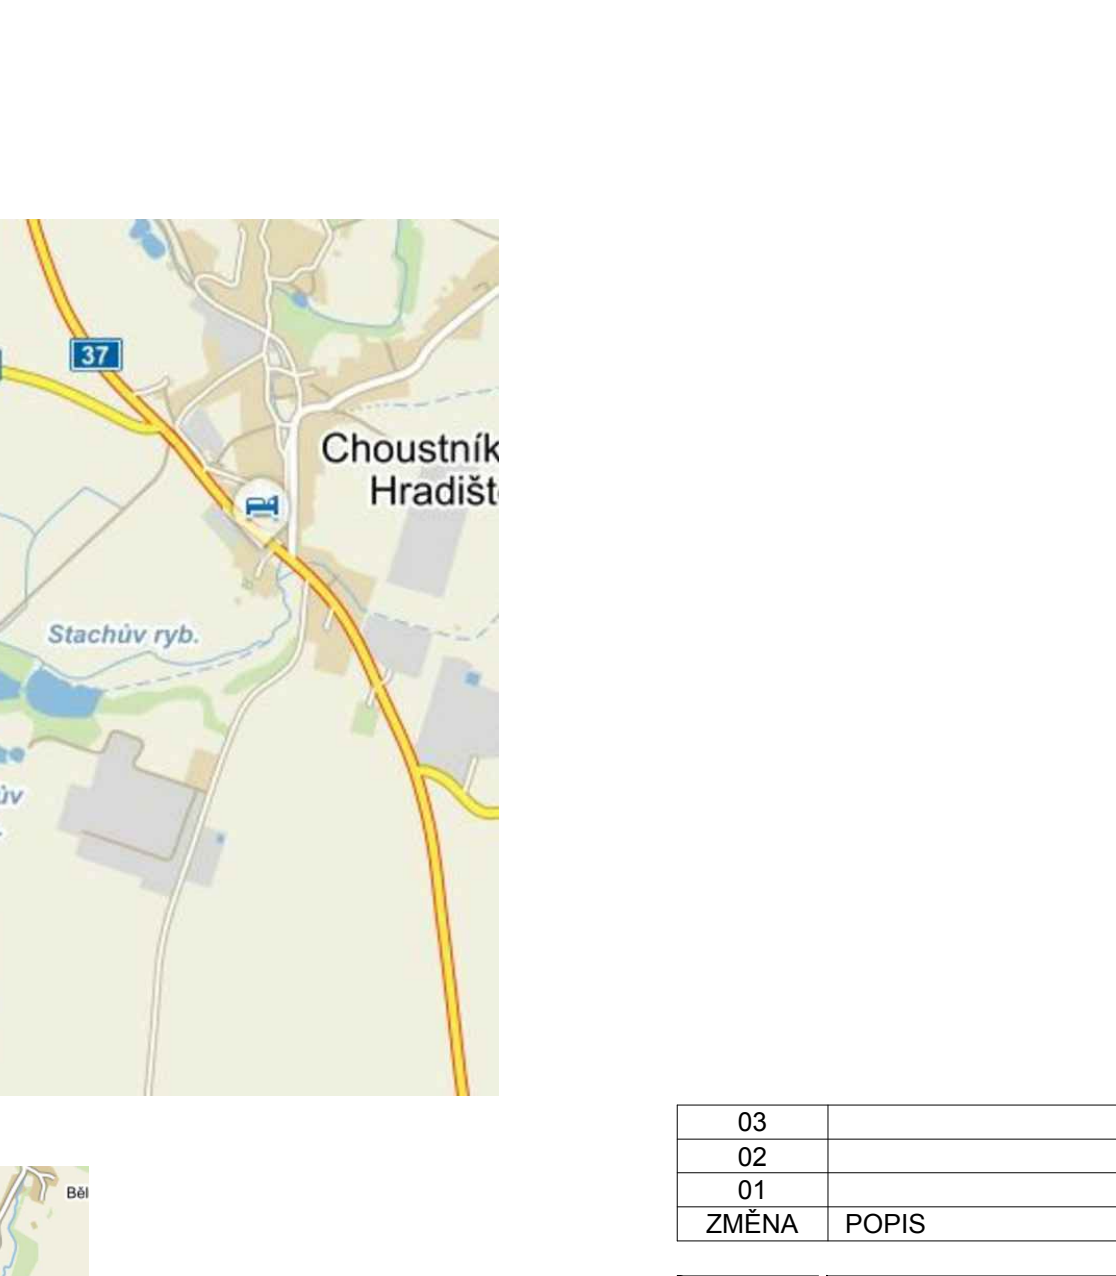 37
Choustník
Hradišt
Stachův ryb.
ův
Běl
03
02
01
ZMĚNA POPIS